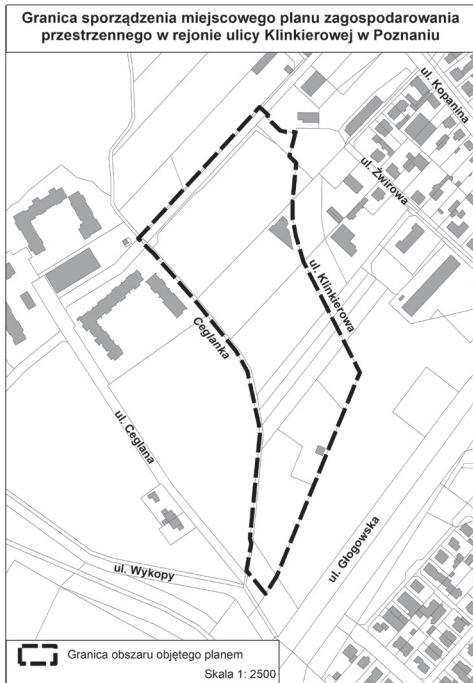 Granica sporządzenia miejscowego planu zagospodarowania
przestrzennego w rejonie ulicy Klinkierowej w Poznaniu
ul. Kopanina
ul. Żwirowa
ul. Klinkierowa
Ceglanka
ul. Ceglana
ul. Głogowska
ul. Wykopy
Granica obszaru objętego planem
Skala 1: 2500